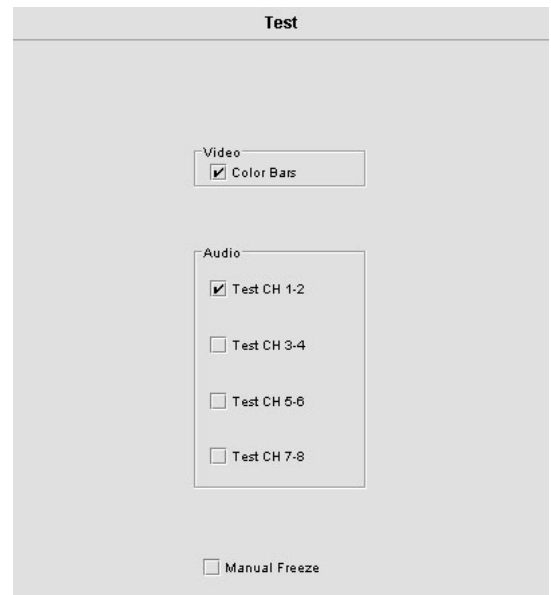 Test
Video
Color Bars
Audio
Test CH 1-2
Test CH 3-4
Test CH 5-6
Test CH 7-8
Manual Freeze